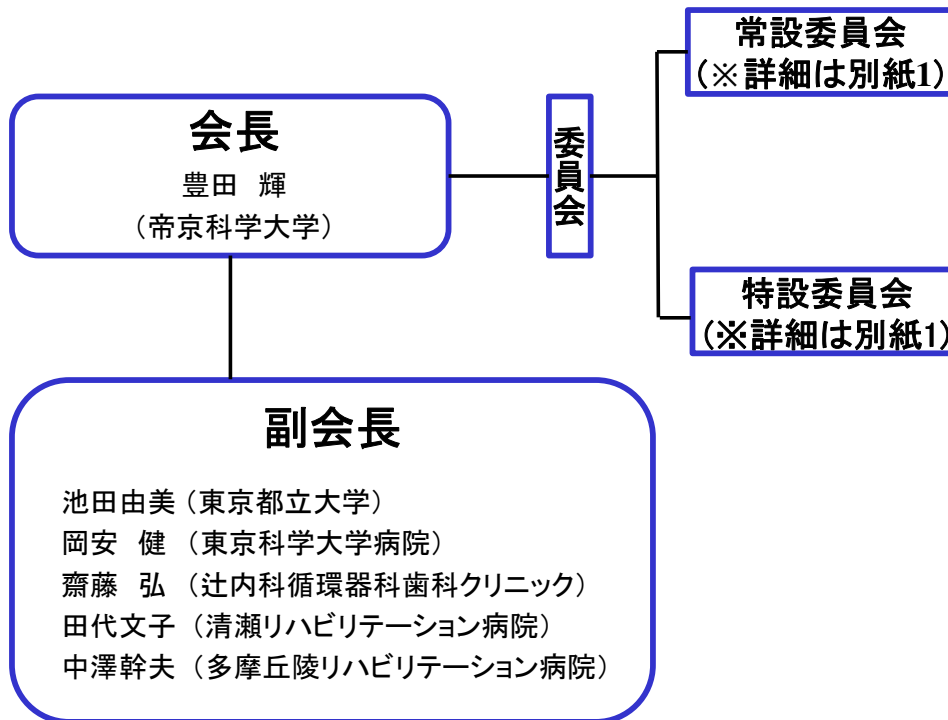 会長
豊田　輝
（帝京科学大学）
委員会
常設委員会
(※詳細は別紙1)
特設委員会
(※詳細は別紙1)
副会長
池田由美（東京都立大学）
岡安　健（東京科学大学病院）
齋藤　弘（辻内科循環器科歯科クリニック）
田代文子（清瀬リハビリテーション病院）
中澤幹夫（多摩丘陵リハビリテーション病院）